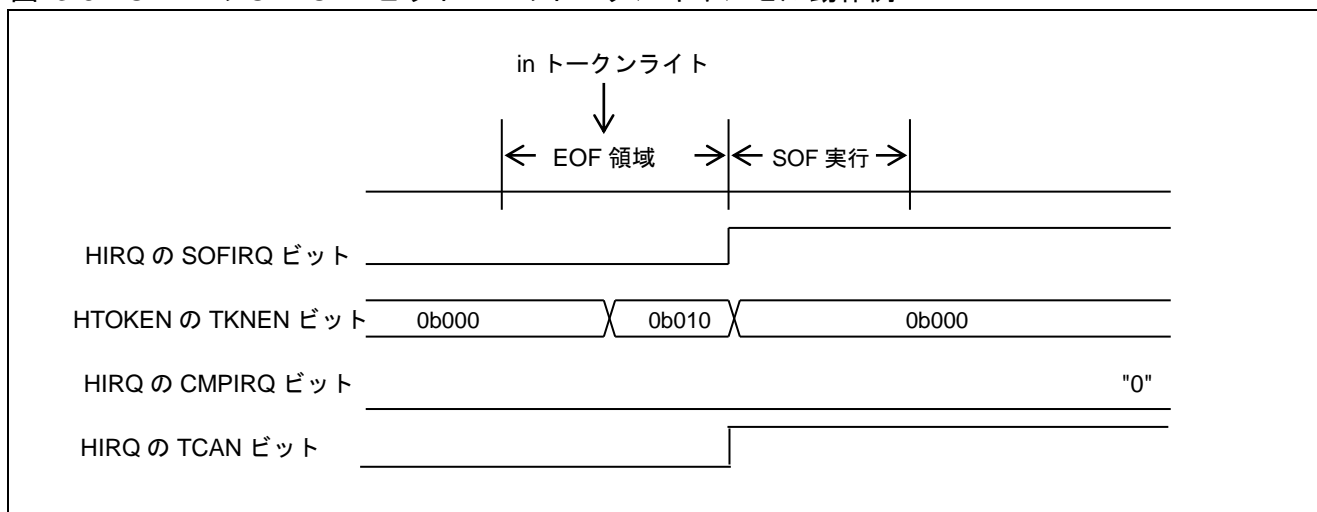 in トークンライト
EOF 領域
SOF 実行
HIRQ の SOFIRQ ビット
HTOKEN の TKNEN ビット 0b000 0b010 0b000
HIRQ の CMPIRQ ビット "0"
HIRQ の TCAN ビット